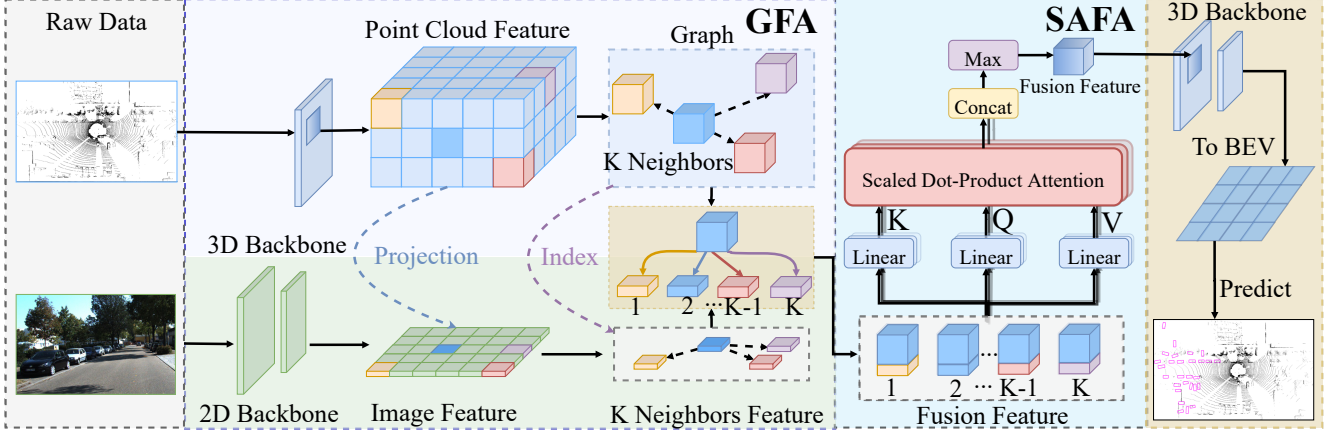 Raw Data
GFA
Point Cloud Feature
Graph
K Neighbors
3D Backbone
Projection
Index
1
2
...
K-1
K
2D Backbone
Image Feature
K Neighbors Feature
SAFA
Max
Fusion Feature
Concat
Scaled Dot-Product Attention
K
Q
V
Linear
Linear
Linear
1
2
...
K-1
K
Fusion Feature
3D Backbone
To BEV
Predict